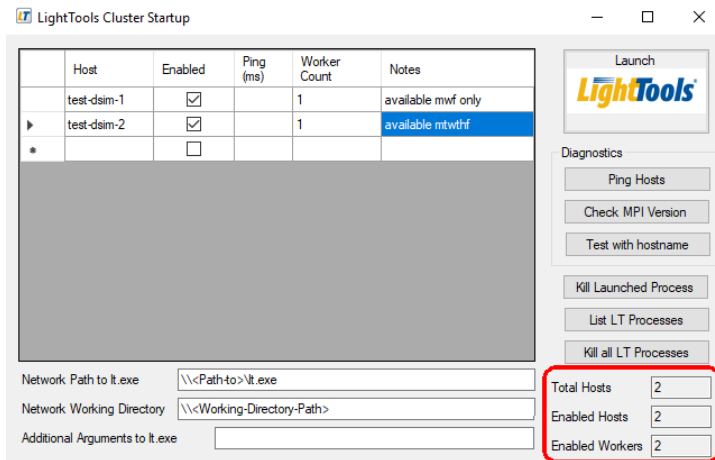 LT LightTools Cluster Startup
Host Enabled Ping (ms) Worker Count Notes
test-dsim-1 1 available mwf only
test-dsim-2 1 available mtwthf
Launch
LightTools
Diagnostics
Ping Hosts
Check MPI Version
Test with hostname
Kill Launched Process
List LT Processes
Kill all LT Processes
Network Path to lt.exe \\<Path-to>\lt.exe
Network Working Directory \\<Working-Directory-Path>
Additional Arguments to lt.exe
Total Hosts 2
Enabled Hosts 2
Enabled Workers 2